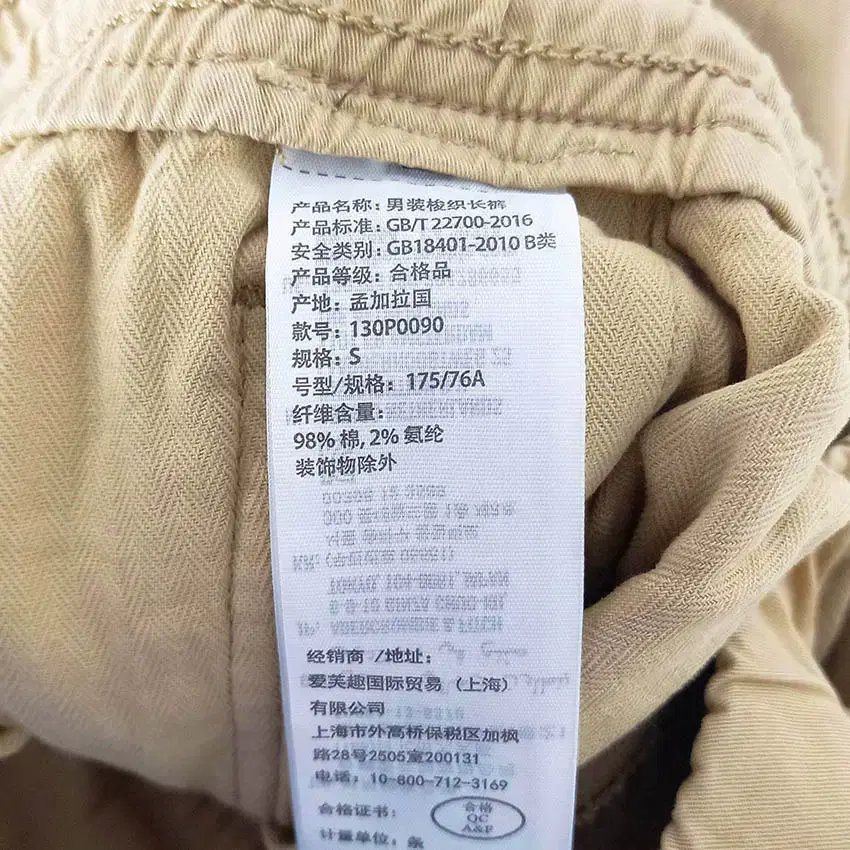 产品名称: 男装梭织长裤
产品标准: GB/T 22700-2016
安全类别: GB18401-2010 B类
产品等级: 合格品
产地: 孟加拉国
款号: 130P0090
规格: S
号型/规格: 175/76A
纤维含量:
98% 棉, 2% 氨纶
装饰物除外
经销商 /地址:
爱芙趣国际贸易 (上海)
有限公司
上海市外高桥保税区加枫
路28号2505室200131
电话: 10-800-712-3169
合格证书:
合格
QC
A&F
计量单位: 条